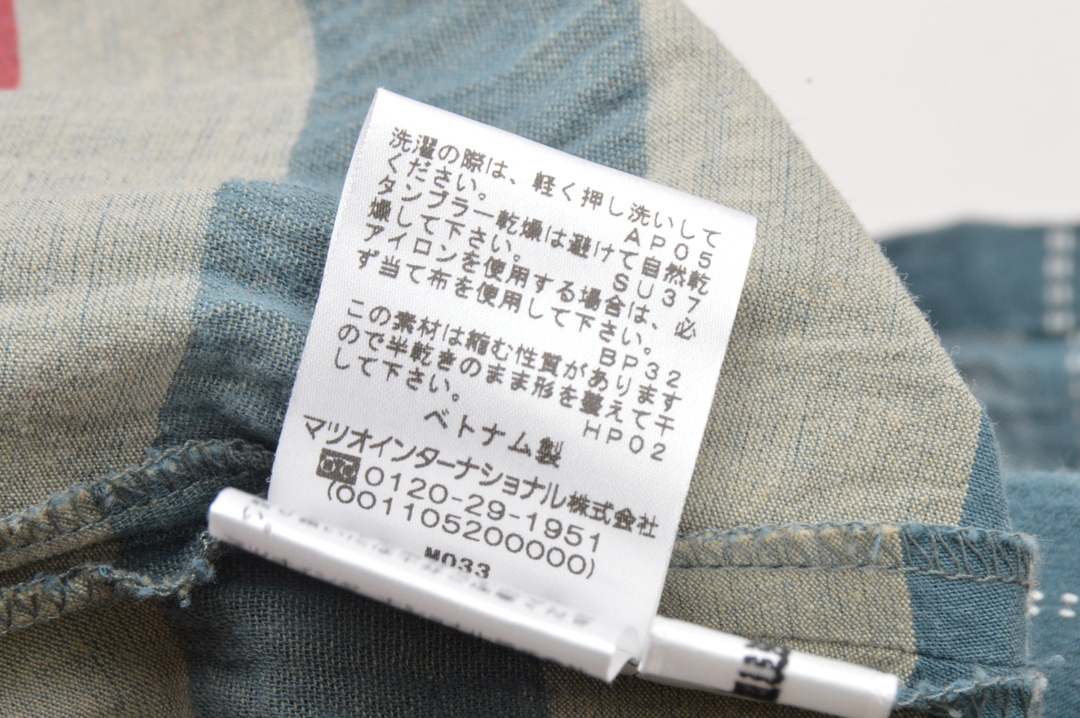 洗濯の際は、軽く押し洗いして
ください。
AP05
タンブラー乾燥は避けて自然乾
燥して下さい。
SU37
アイロンを使用する場合は、必
ず当て布を使用して下さい。
BP32
この素材は縮む性質があります
ので半乾きのまま形を整えて干
して下さい。
HP02
ベトナム製
マツオインターナショナル株式会社
0120-29-1951
(0011052000​00)
M033